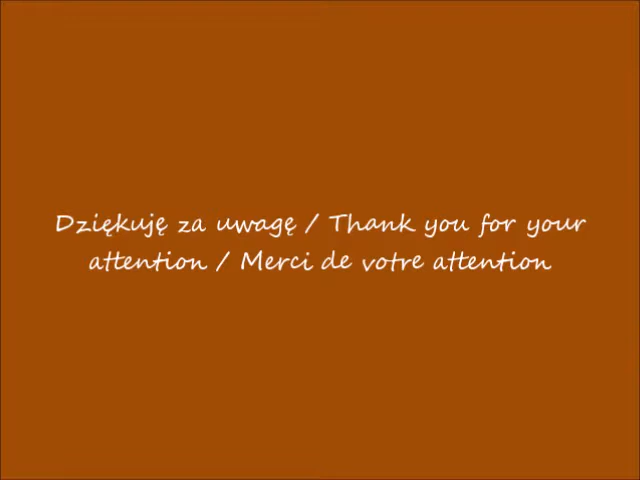 Dziękuję za uwagę / Thank you for your
attention / Merci de votre attention